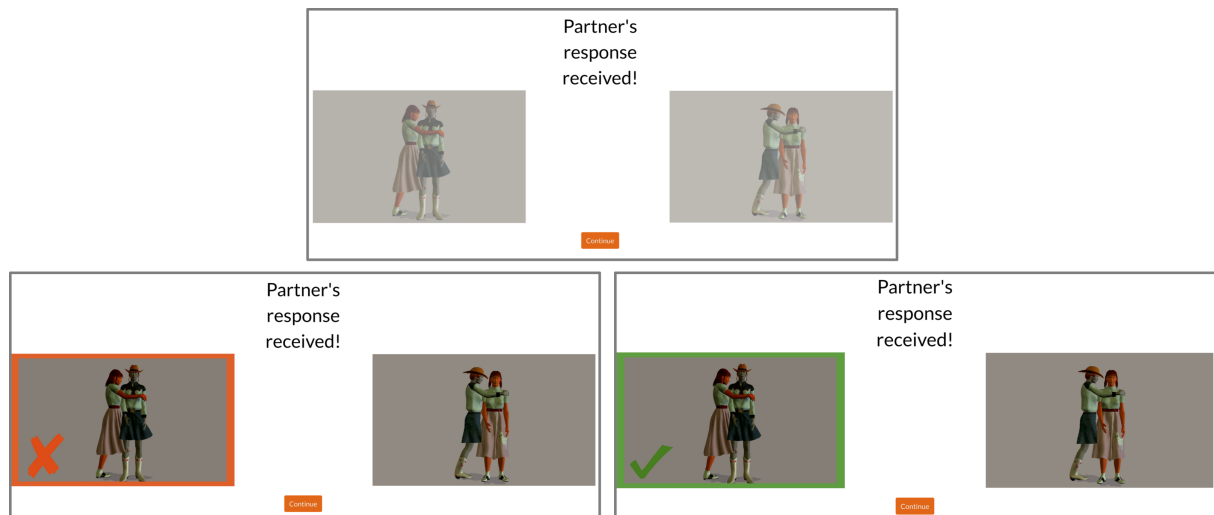 Partner's
response
received!
Continue
Partner's
response
received!
Continue
Partner's
response
received!
Continue